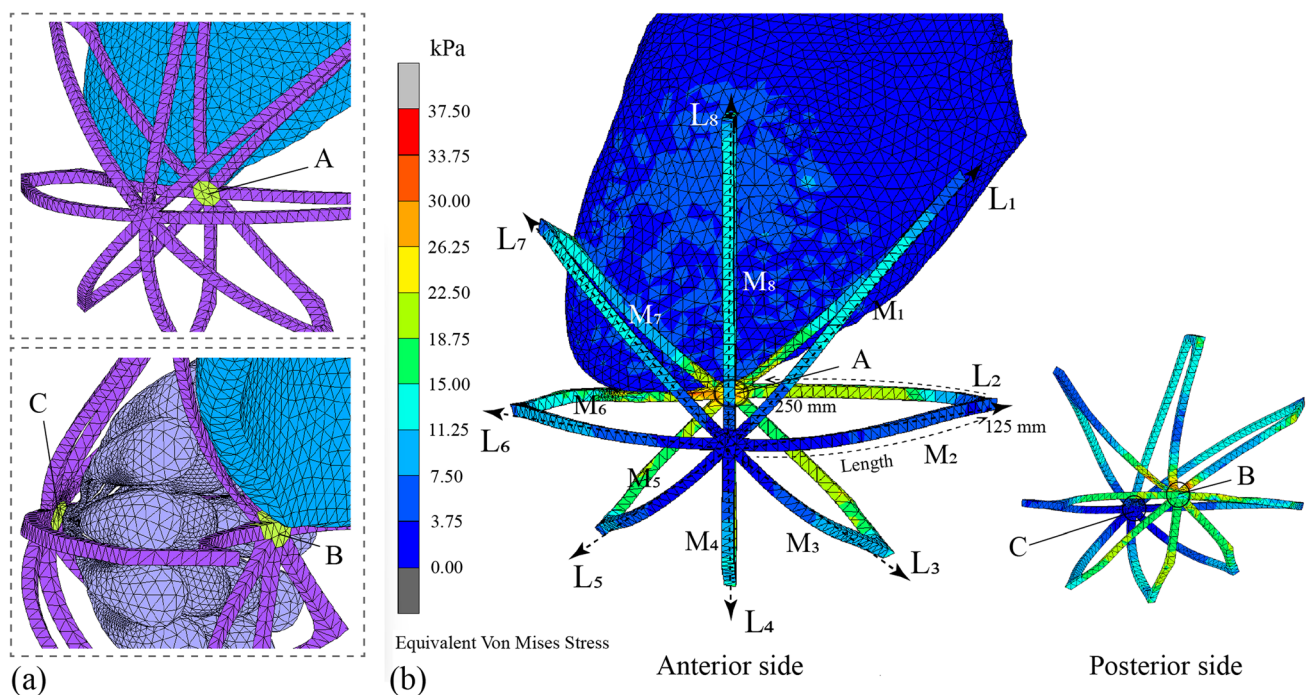 A
C
B
(a)
kPa
37.50
33.75
30.00
26.25
22.50
18.75
15.00
11.25
7.50
3.75
0.00
Equivalent Von Mises Stress
(b)
L₈
L₁
L₇
M₈
M₇
M₁
A
L₂
250 mm
M₆
125 mm
L₆
Length
M₂
M₅
M₄
M₃
L₅
L₃
L₄
Anterior side
B
C
Posterior side